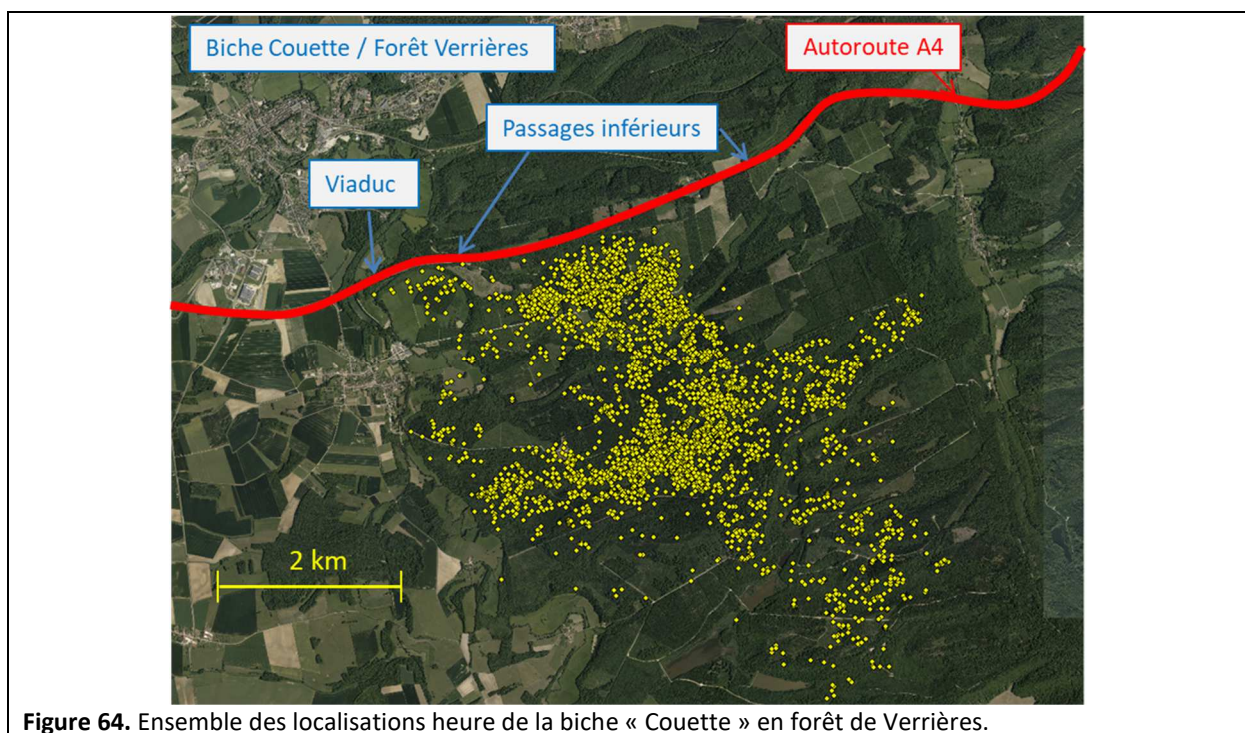 Biche Couette / Forêt Verrières
Autoroute A4
Passages inférieurs
Viaduc
2 km
Figure 64. Ensemble des localisations heure de la biche « Couette » en forêt de Verrières.